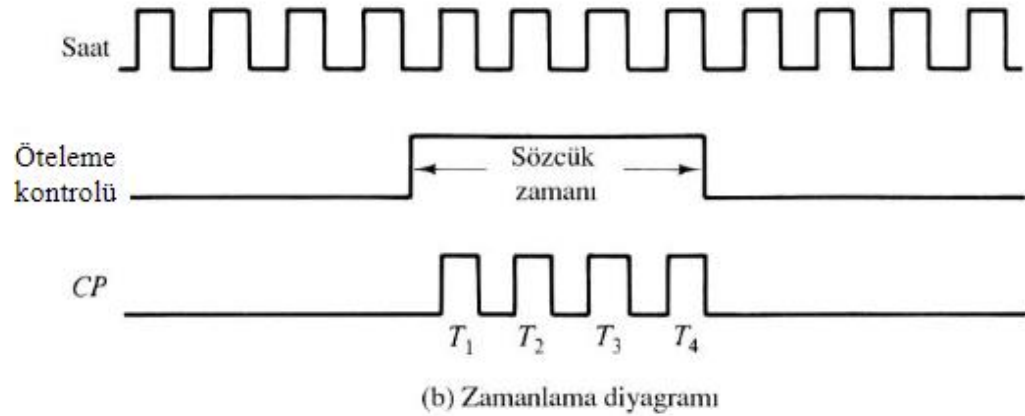 Saat
Öteleme
kontrolü
Sözcük
zamanı
CP
T1 T2 T3 T4
(b) Zamanlama diyagramı